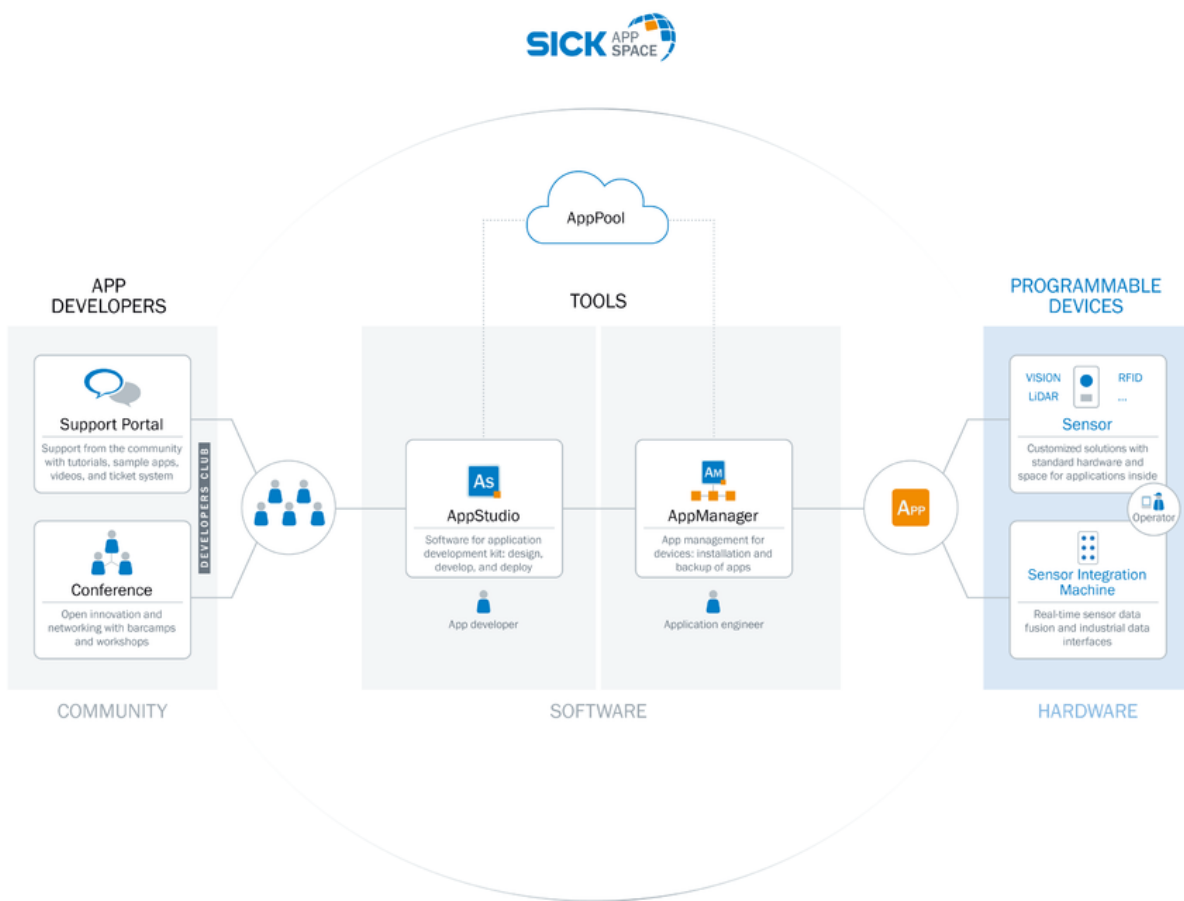 SICK APP
SPACE
AppPool
APP
DEVELOPERS
TOOLS
PROGRAMMABLE
DEVICES
Support Portal
Support from the community
with tutorials, sample apps,
videos, and ticket system
DEVELOPERS CLUB
Conference
Open innovation and
networking with barcamps
and workshops
As
AppStudio
Software for application
development kit: design,
develop, and deploy
App developer
AM
AppManager
App management for
devices: installation and
backup of apps
Application engineer
APP
VISION
RFID
LiDAR
...
Sensor
Customized solutions with
standard hardware and
space for applications inside
Operator
Sensor Integration
Machine
Real-time sensor data
fusion and industrial data
interfaces
COMMUNITY
SOFTWARE
HARDWARE